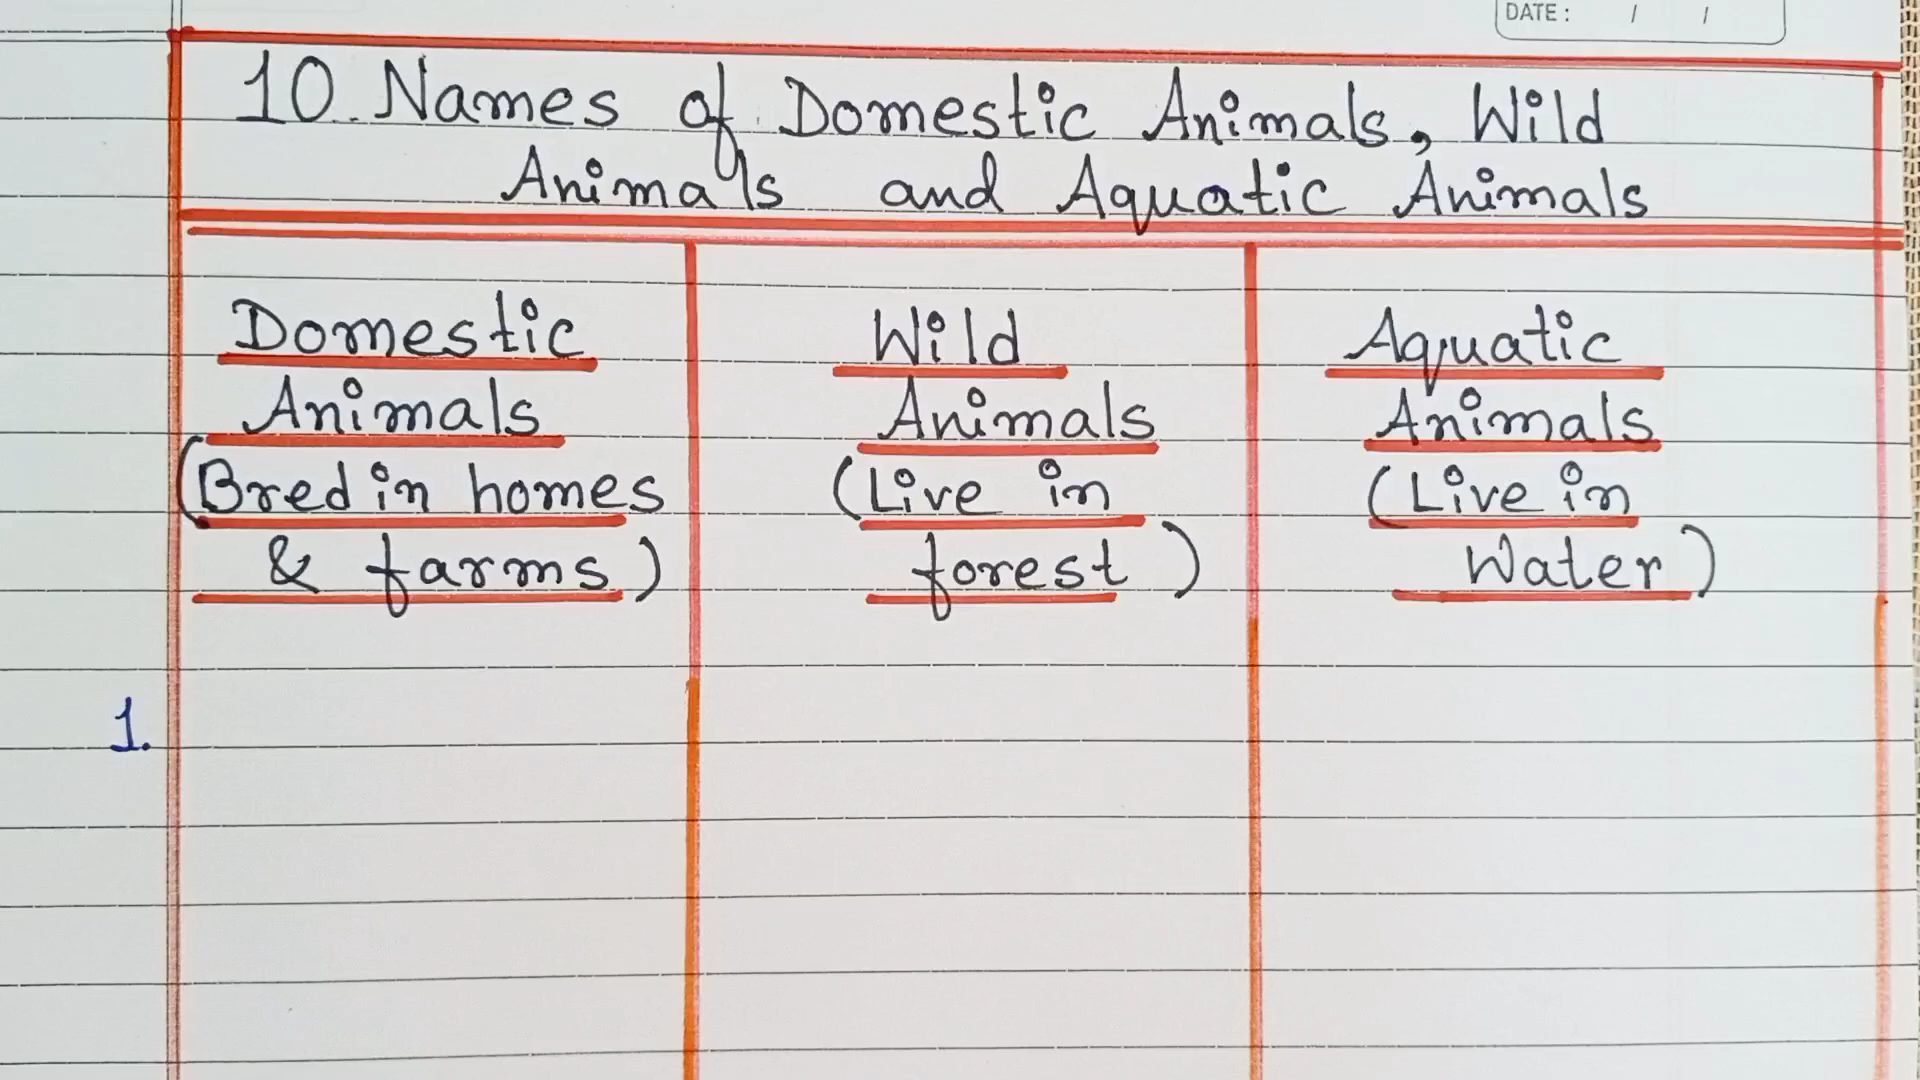 DATE : / /
10 Names of Domestic Animals, Wild
Animals and Aquatic Animals
Domestic
Animals
(Bred in homes
& farms)
Wild
Animals
(Live in
forest)
Aquatic
Animals
(Live in
Water)
1.